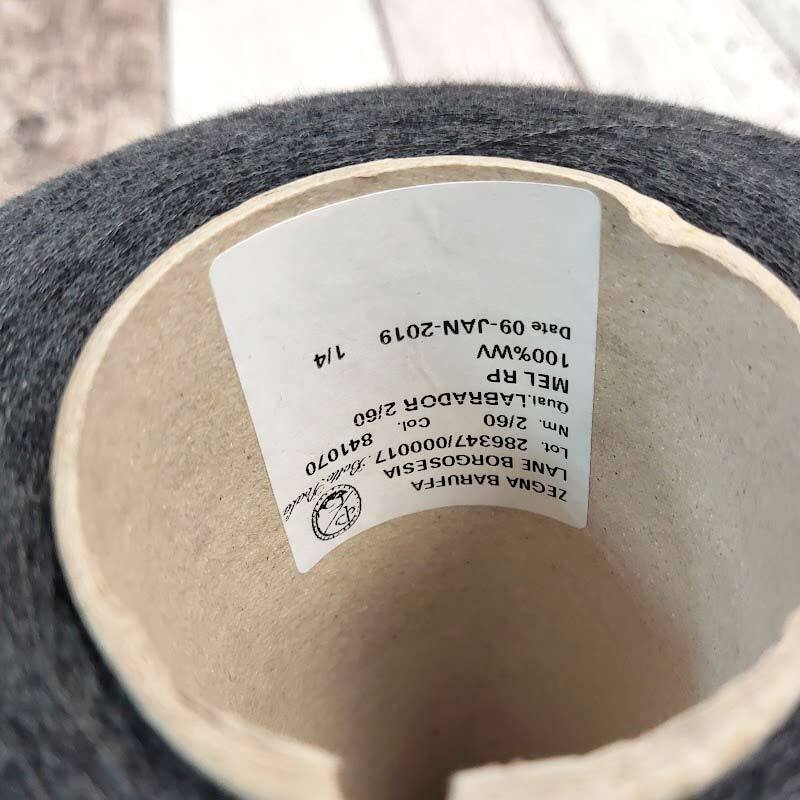 ZEGNA BARUFFA
LANE BORGOSESIA
Lot. 286347/000017
Nm. 2/60 Col. 841070
Qual.LABRADOR 2/60
MEL RP
100%WV 1/4
Date 09-JAN-2019